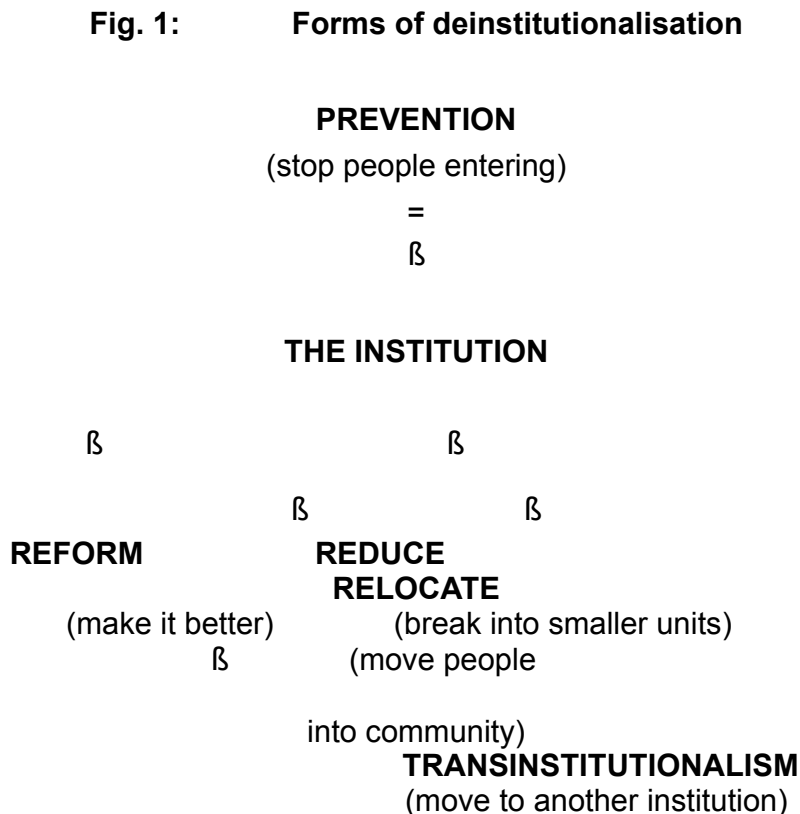 Fig. 1: Forms of deinstitutionalisation
PREVENTION
(stop people entering)
=
ß
THE INSTITUTION
ß ß
ß ß
REFORM REDUCE
RELOCATE
(make it better) (break into smaller units)
ß (move people
into community)
TRANSINSTITUTIONALISM
(move to another institution)